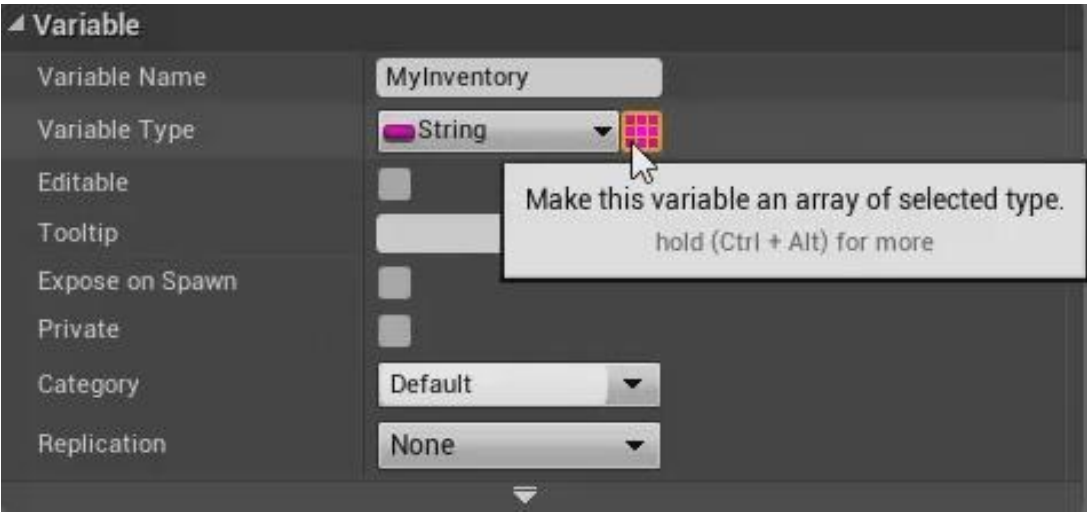 Variable
Variable Name
MyInventory
Variable Type
String
Make this variable an array of selected type.
hold (Ctrl + Alt) for more
Editable
Tooltip
Expose on Spawn
Private
Category
Default
Replication
None